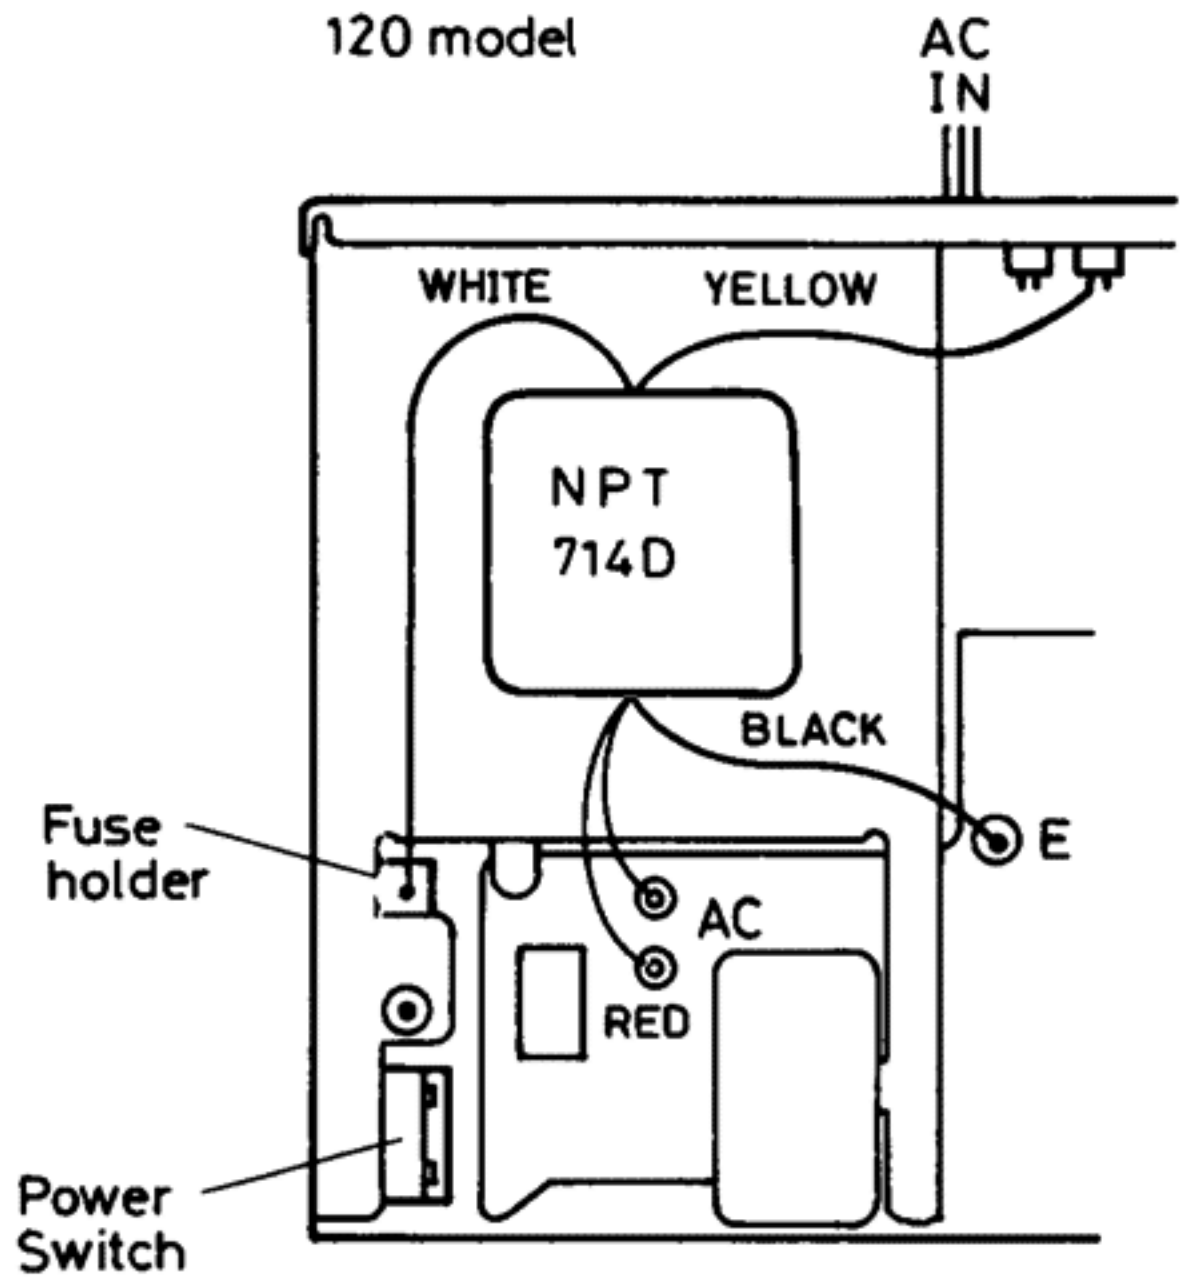 120 model
AC
IN
WHITE
YELLOW
NPT
714D
BLACK
Fuse
holder
E
AC
RED
Power
Switch